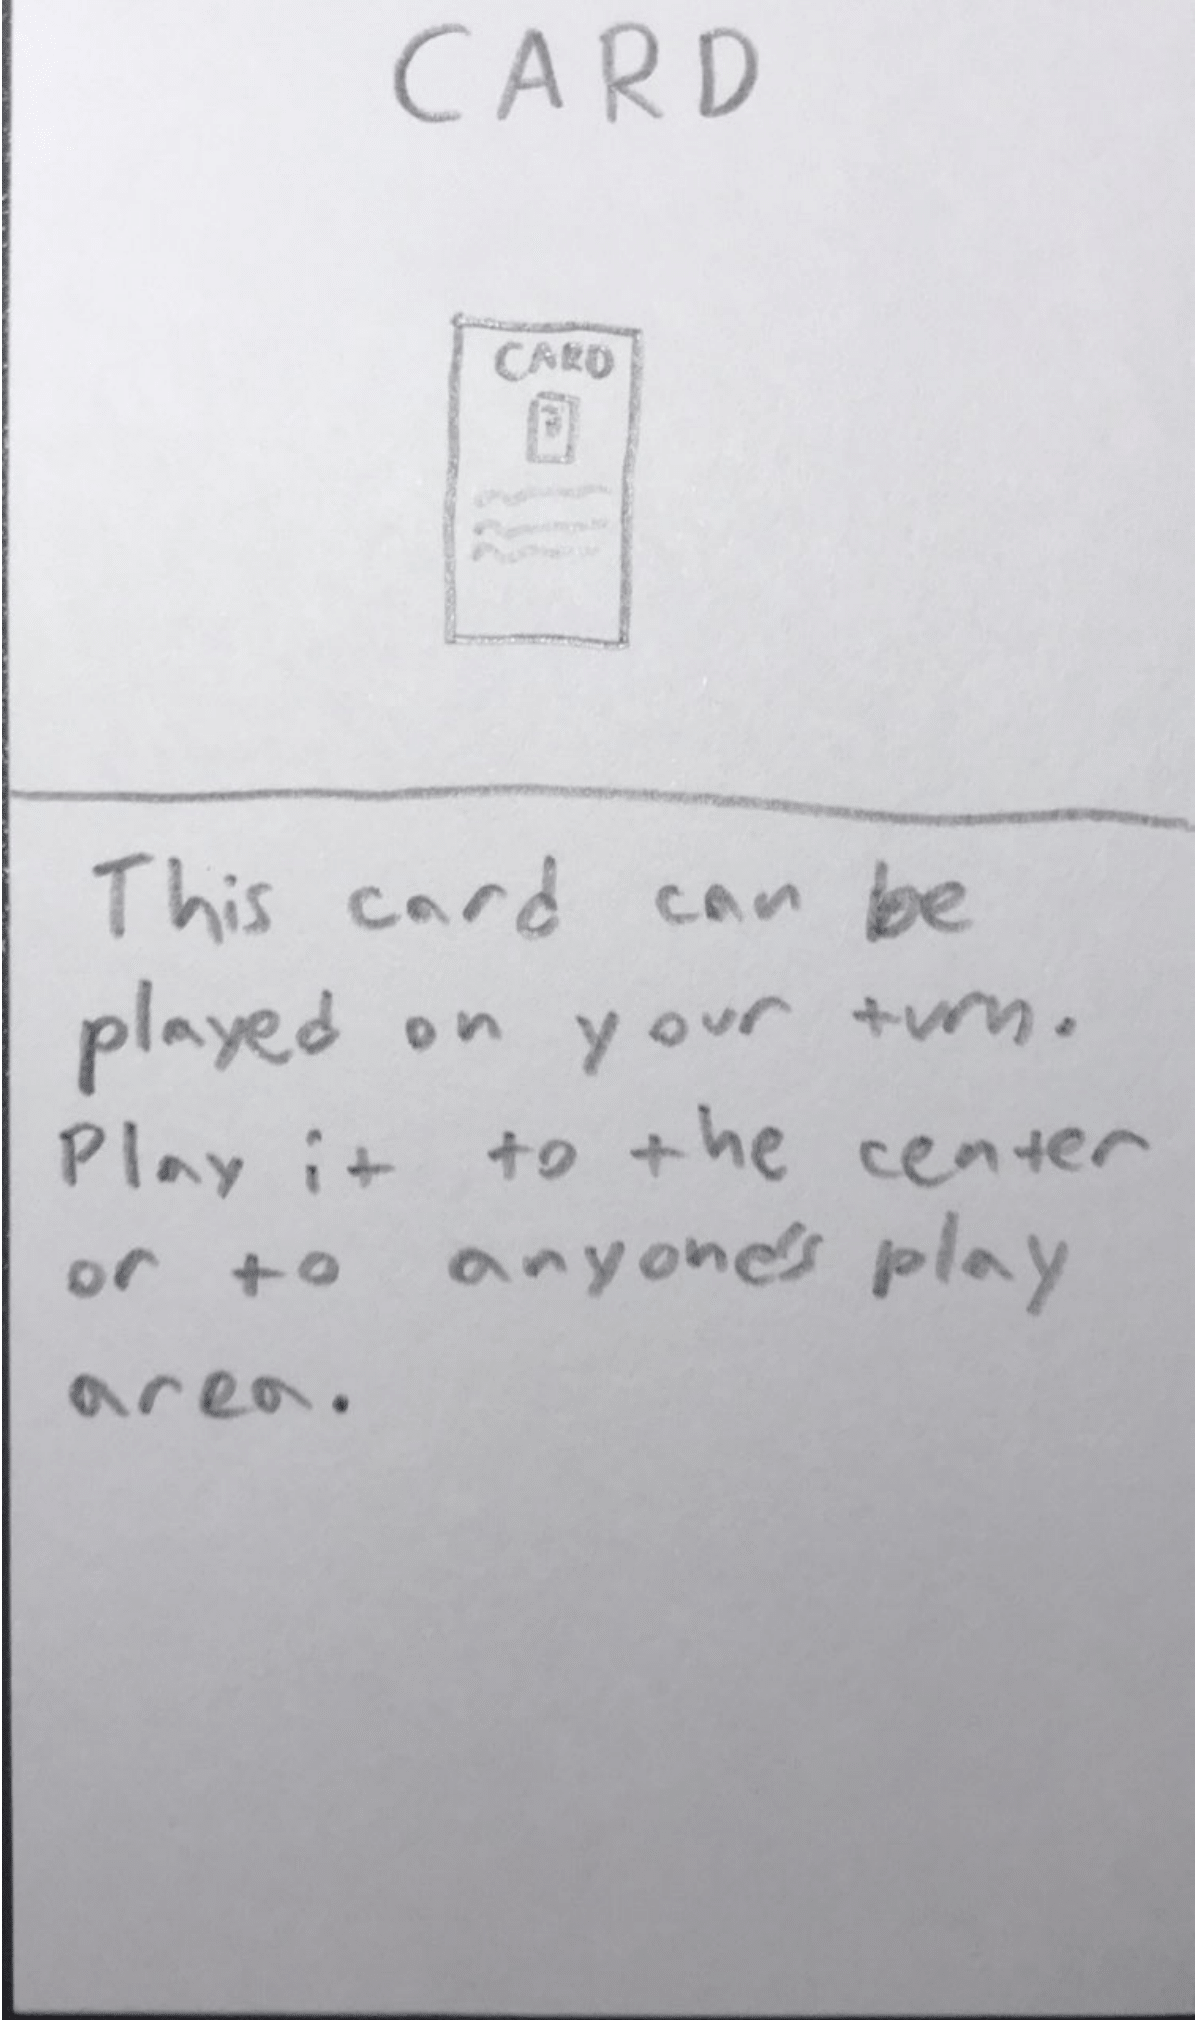 CARD
CARD
This card can be
played on your turn.
Play it to the center
or to anyone's play
area.